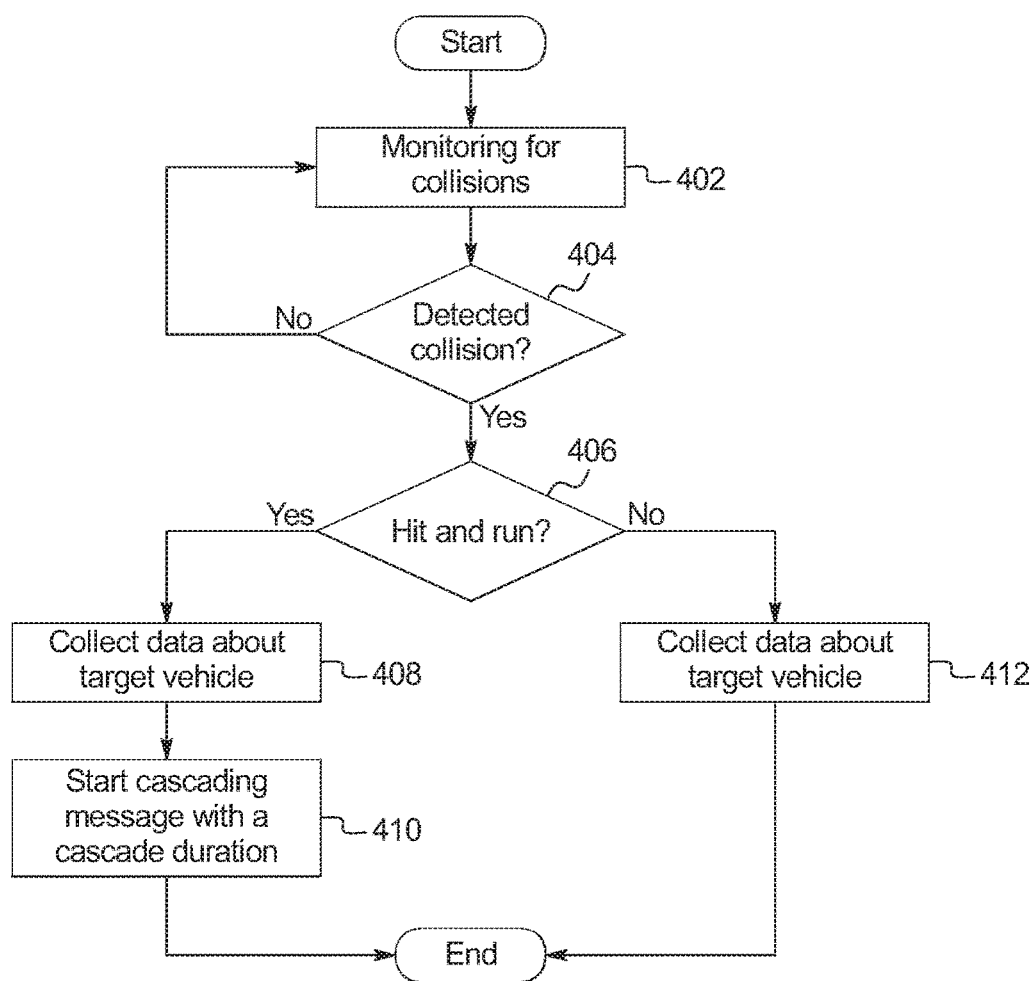 Start
Monitoring for
collisions
402
404
Detected
collision?
No
Yes
406
Hit and run?
Yes
No
Collect data about
target vehicle
408
Collect data about
target vehicle
412
Start cascading
message with a
cascade duration
410
End